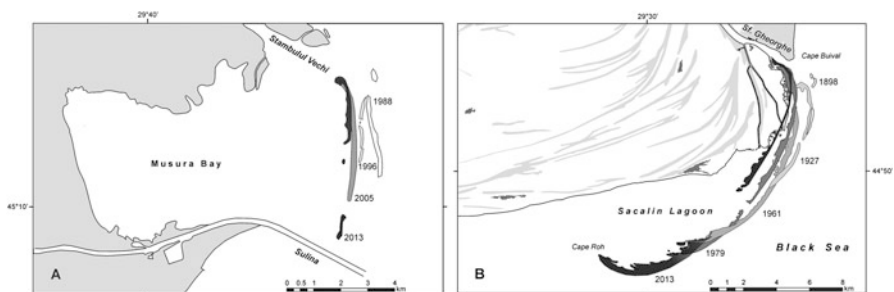 29°40'
Stambulul Vechi
1988
Musura Bay
1996
2005
45°10'
2013
Sulina
A
0 0.5 1 2 3 4
km
29°30'
Sf. Gheorghe
Cape Buival
1898
44°50'
1927
Sacalin Lagoon
1961
Black Sea
Cape Roh
1979
2013
B
0 1 2 4 6 8
km